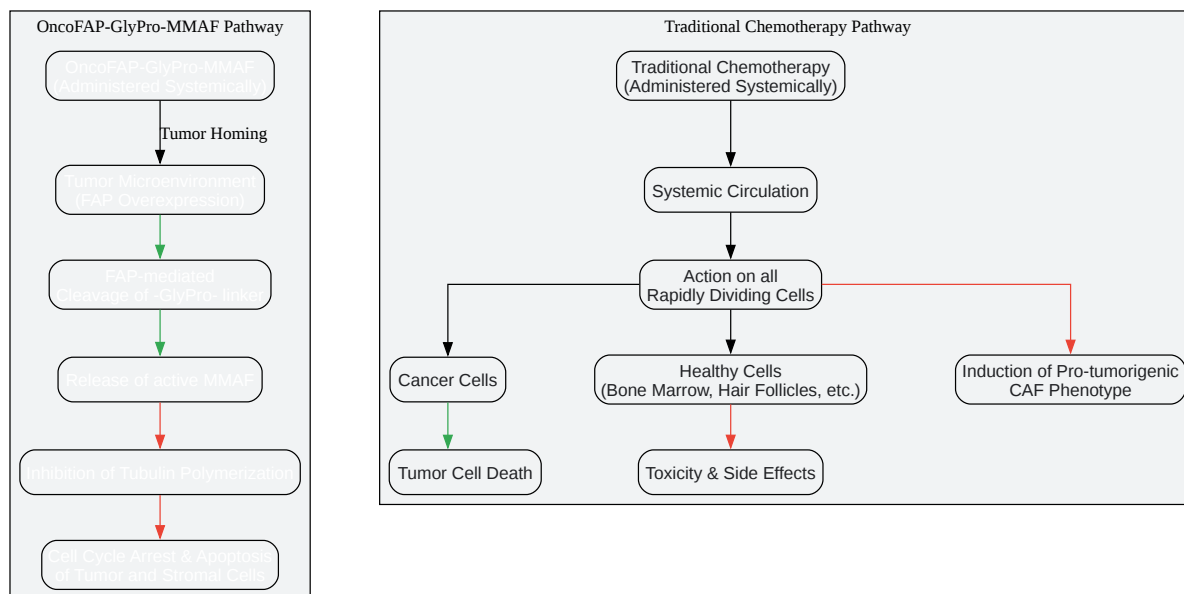 OncoFAP-GlyPro-MMAF Pathway
OncoFAP-GlyPro-MMAF
(Administered Systemically)
Tumor Homing
Tumor Microenvironment
(FAP Overexpression)
FAP-mediated
Cleavage of -GlyPro- linker
Release of active MMAF
Inhibition of Tubulin Polymerization
Cell Cycle Arrest & Apoptosis
of Tumor and Stromal Cells
Traditional Chemotherapy Pathway
Traditional Chemotherapy
(Administered Systemically)
Systemic Circulation
Action on all
Rapidly Dividing Cells
Cancer Cells
Healthy Cells
(Bone Marrow, Hair Follicles, etc.)
Induction of Pro-tumorigenic
CAF Phenotype
Tumor Cell Death
Toxicity & Side Effects